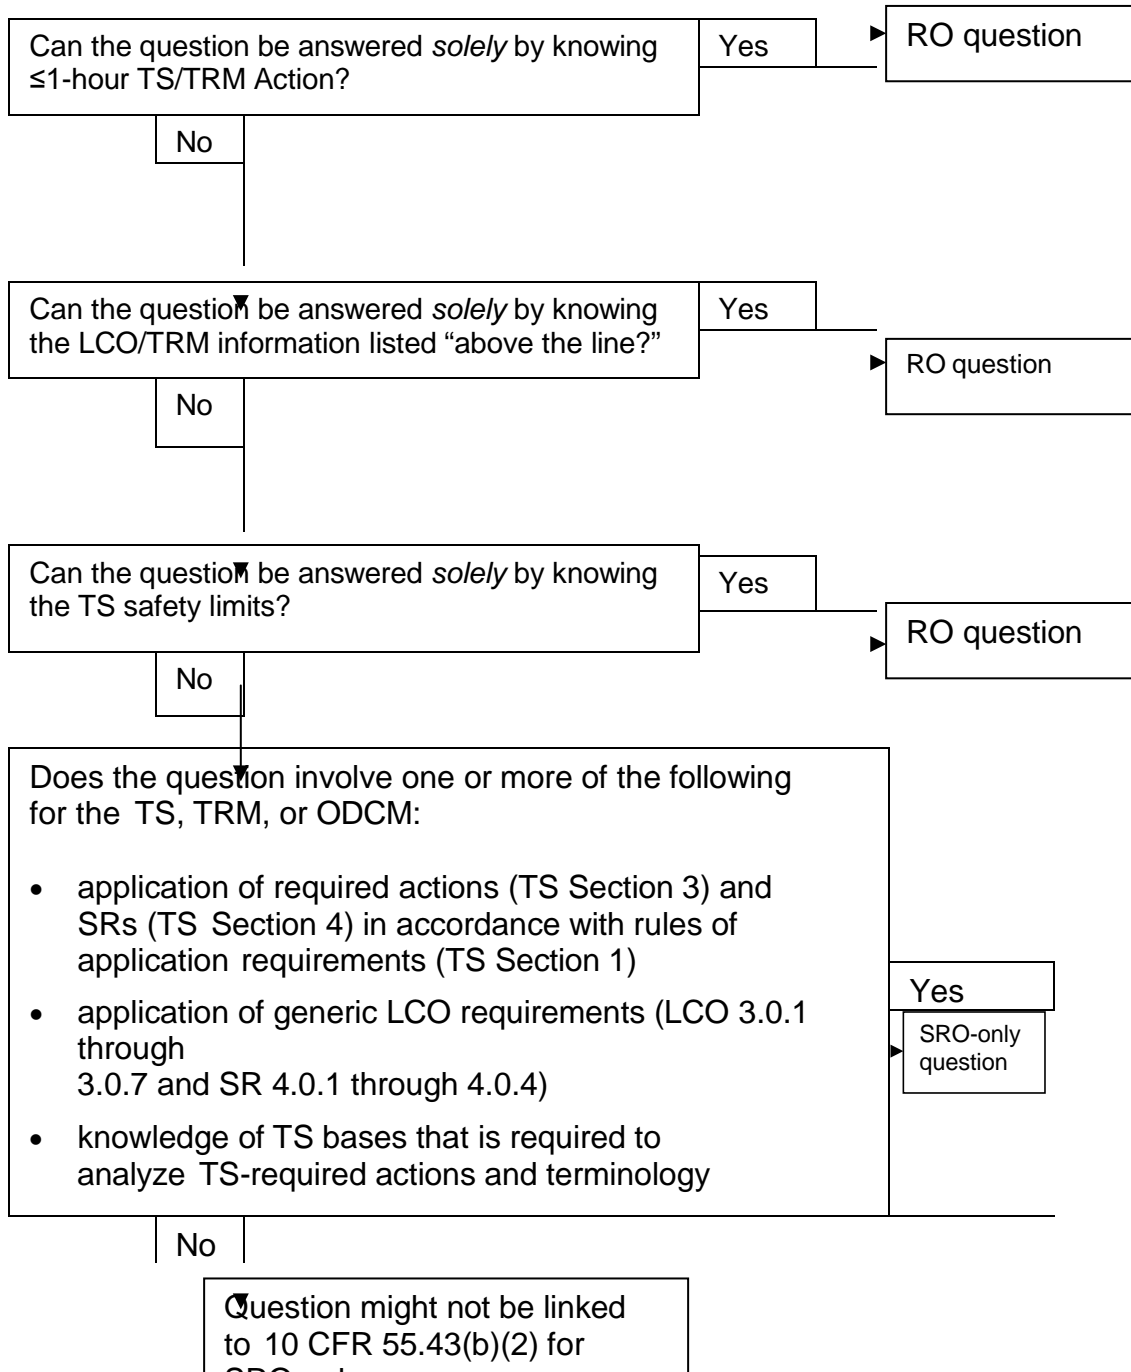 Can the question be answered solely by knowing
≤1-hour TS/TRM Action?
Yes
RO question
No
Can the question be answered solely by knowing
the LCO/TRM information listed “above the line?”
Yes
RO question
No
Can the question be answered solely by knowing
the TS safety limits?
Yes
RO question
No
Does the question involve one or more of the following
for the TS, TRM, or ODCM:
• application of required actions (TS Section 3) and
SRs (TS Section 4) in accordance with rules of
application requirements (TS Section 1)
• application of generic LCO requirements (LCO 3.0.1
through
3.0.7 and SR 4.0.1 through 4.0.4)
• knowledge of TS bases that is required to
analyze TS-required actions and terminology
Yes
SRO-only
question
No
Question might not be linked
to 10 CFR 55.43(b)(2) for